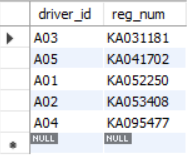 driver_id reg_num
A03 KA031181
A05 KA041702
A01 KA052250
A02 KA053408
A04 KA095477
NULL NULL